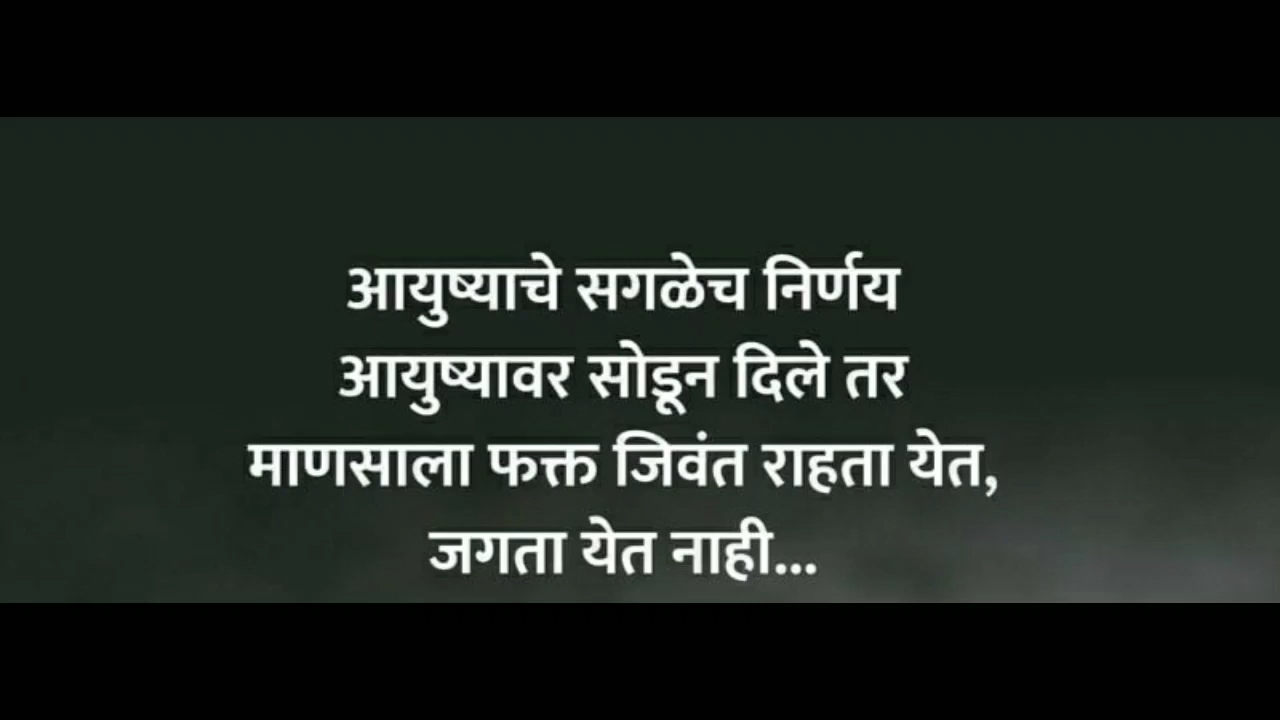 आयुष्याचे सगळेच निर्णय
आयुष्यावर सोडून दिले तर
माणसाला फक्त जिवंत राहता येत,
जगता येत नाही...